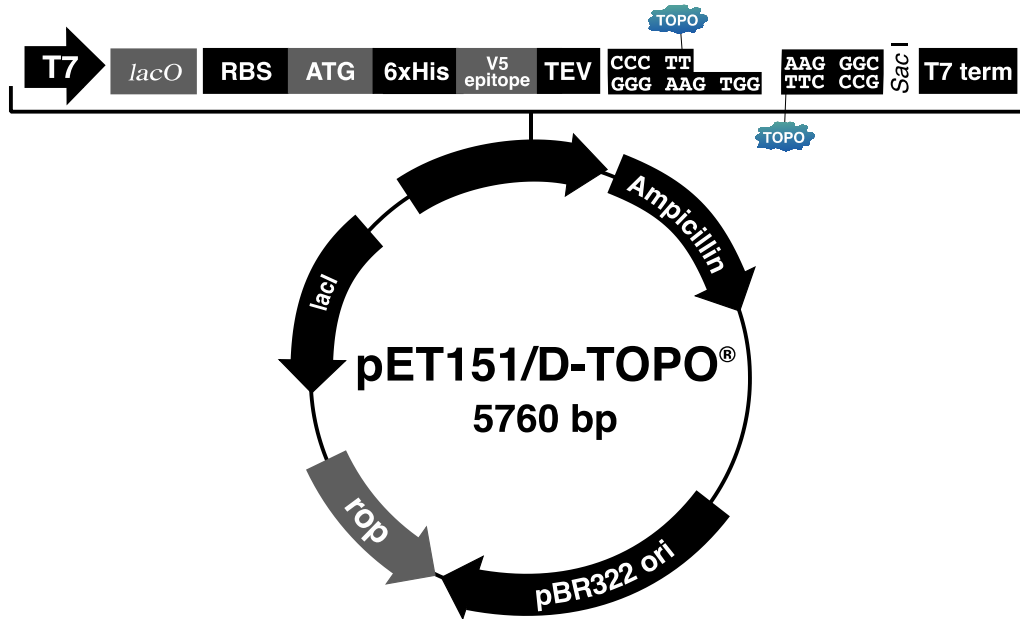 TOPO
T7 lacO RBS ATG 6xHis V5 epitope TEV CCC TT AAG GGC Sac I T7 term
GGG AAG TGG TTC CCG
TOPO
Ampicillin
lacI
pET151/D-TOPO®
5760 bp
rop
pBR322 ori